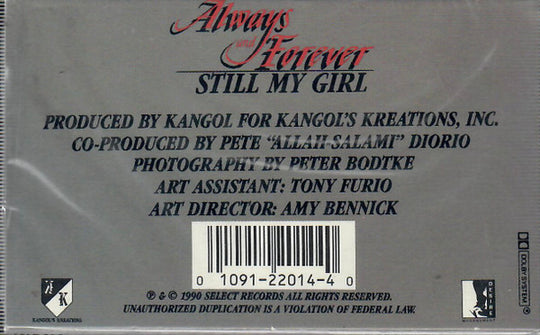 Always
and
Forever
STILL MY GIRL
PRODUCED BY KANGOL FOR KANGOL'S KREATIONS, INC.
CO-PRODUCED BY PETE "ALLAH-SALAMI" DIORIO
PHOTOGRAPHY BY PETER BODTKE
ART ASSISTANT: TONY FURIO
ART DIRECTOR: AMY BENNICK
0 1091-22014-4 0
K
KANGOL'S KREATIONS
DESIRE
DOLBY SYSTEM
℗ & © 1990 SELECT RECORDS ALL RIGHTS RESERVED.
UNAUTHORIZED DUPLICATION IS A VIOLATION OF FEDERAL LAW.